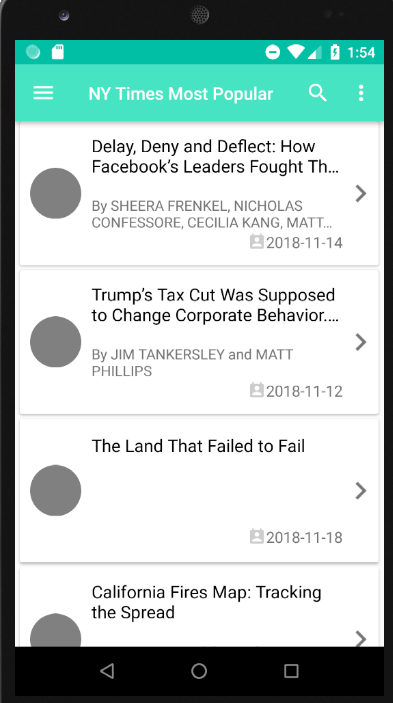 1:54
NY Times Most Popular
Delay, Deny and Deflect: How
Facebook’s Leaders Fought Th…
By SHEERA FRENKEL, NICHOLAS
CONFESSORE, CECILIA KANG, MATT…
2018-11-14
Trump’s Tax Cut Was Supposed
to Change Corporate Behavior.…
By JIM TANKERSLEY and MATT
PHILLIPS
2018-11-12
The Land That Failed to Fail
2018-11-18
California Fires Map: Tracking
the Spread